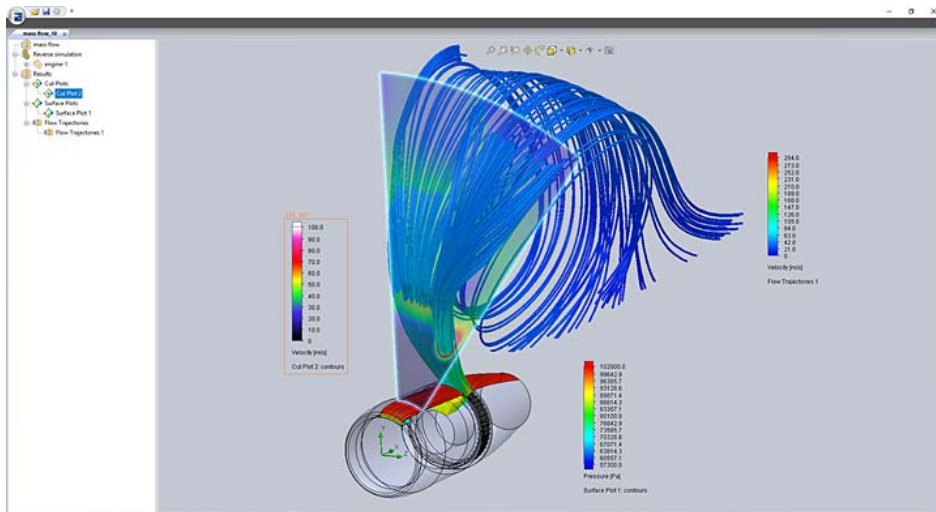 mass flow_10
mass flow
Reverse simulation
engine-1
Results
Cut Plots
Cut Plot 2
Surface Plots
Surface Plot 1
Flow Trajectories
Flow Trajectories 1
100.0
90.0
80.0
70.0
60.0
50.0
40.0
30.0
20.0
10.0
0
Velocity [m/s]
Cut Plot 2: contours
294.0
273.0
252.0
231.0
210.0
189.0
168.0
147.0
126.0
105.0
84.0
63.0
42.0
21.0
0
Velocity [m/s]
Flow Trajectories 1
102900.0
99642.9
96385.7
93128.6
89871.4
86614.3
83357.1
80100.0
76842.9
73585.7
70328.6
67071.4
63814.3
60557.1
57300.0
Pressure [Pa]
Surface Plot 1: contours
Y
X
Z